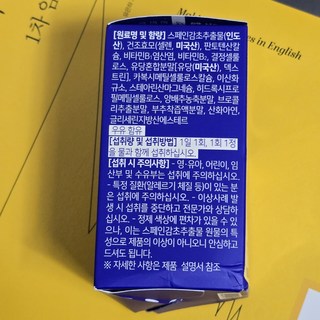 1차 임
nes in English
[원료명 및 함량] 스페인감초추출물(인도
산), 건조효모(셀렌, 미국산), 판토텐산칼
슘, 비타민B₁염산염, 비타민B₂, 결정셀룰
로스, 유당혼합분말[유당(미국산), 덱스
트린], 카복시메틸셀룰로스칼슘, 이산화
규소, 스테아린산마그네슘, 히드록시프로
필메틸셀룰로스, 양배추농축분말, 브로콜
리추출분말, 부추착즙액분말, 산화아연,
글리세린지방산에스테르
우유 함유
[섭취량 및 섭취방법] 1일 1회, 1회 1정
을 물과 함께 섭취하십시오.
[섭취 시 주의사항] - 영·유아, 어린이, 임
산부 및 수유부는 섭취에 주의하십시오.
- 특정 질환(알레르기 체질 등)이 있는 분
은 섭취에 주의하십시오. - 이상사례 발
생 시 섭취를 중단하고 전문가와 상담하
십시오. - 정제 색상에 편차가 있을 수 있
으나, 이는 스페인감초추출물 원물의 특
성으로 제품의 이상이 아니오니 안심하고
드셔도 됩니다.
※ 자세한 사항은 제품 설명서 참조